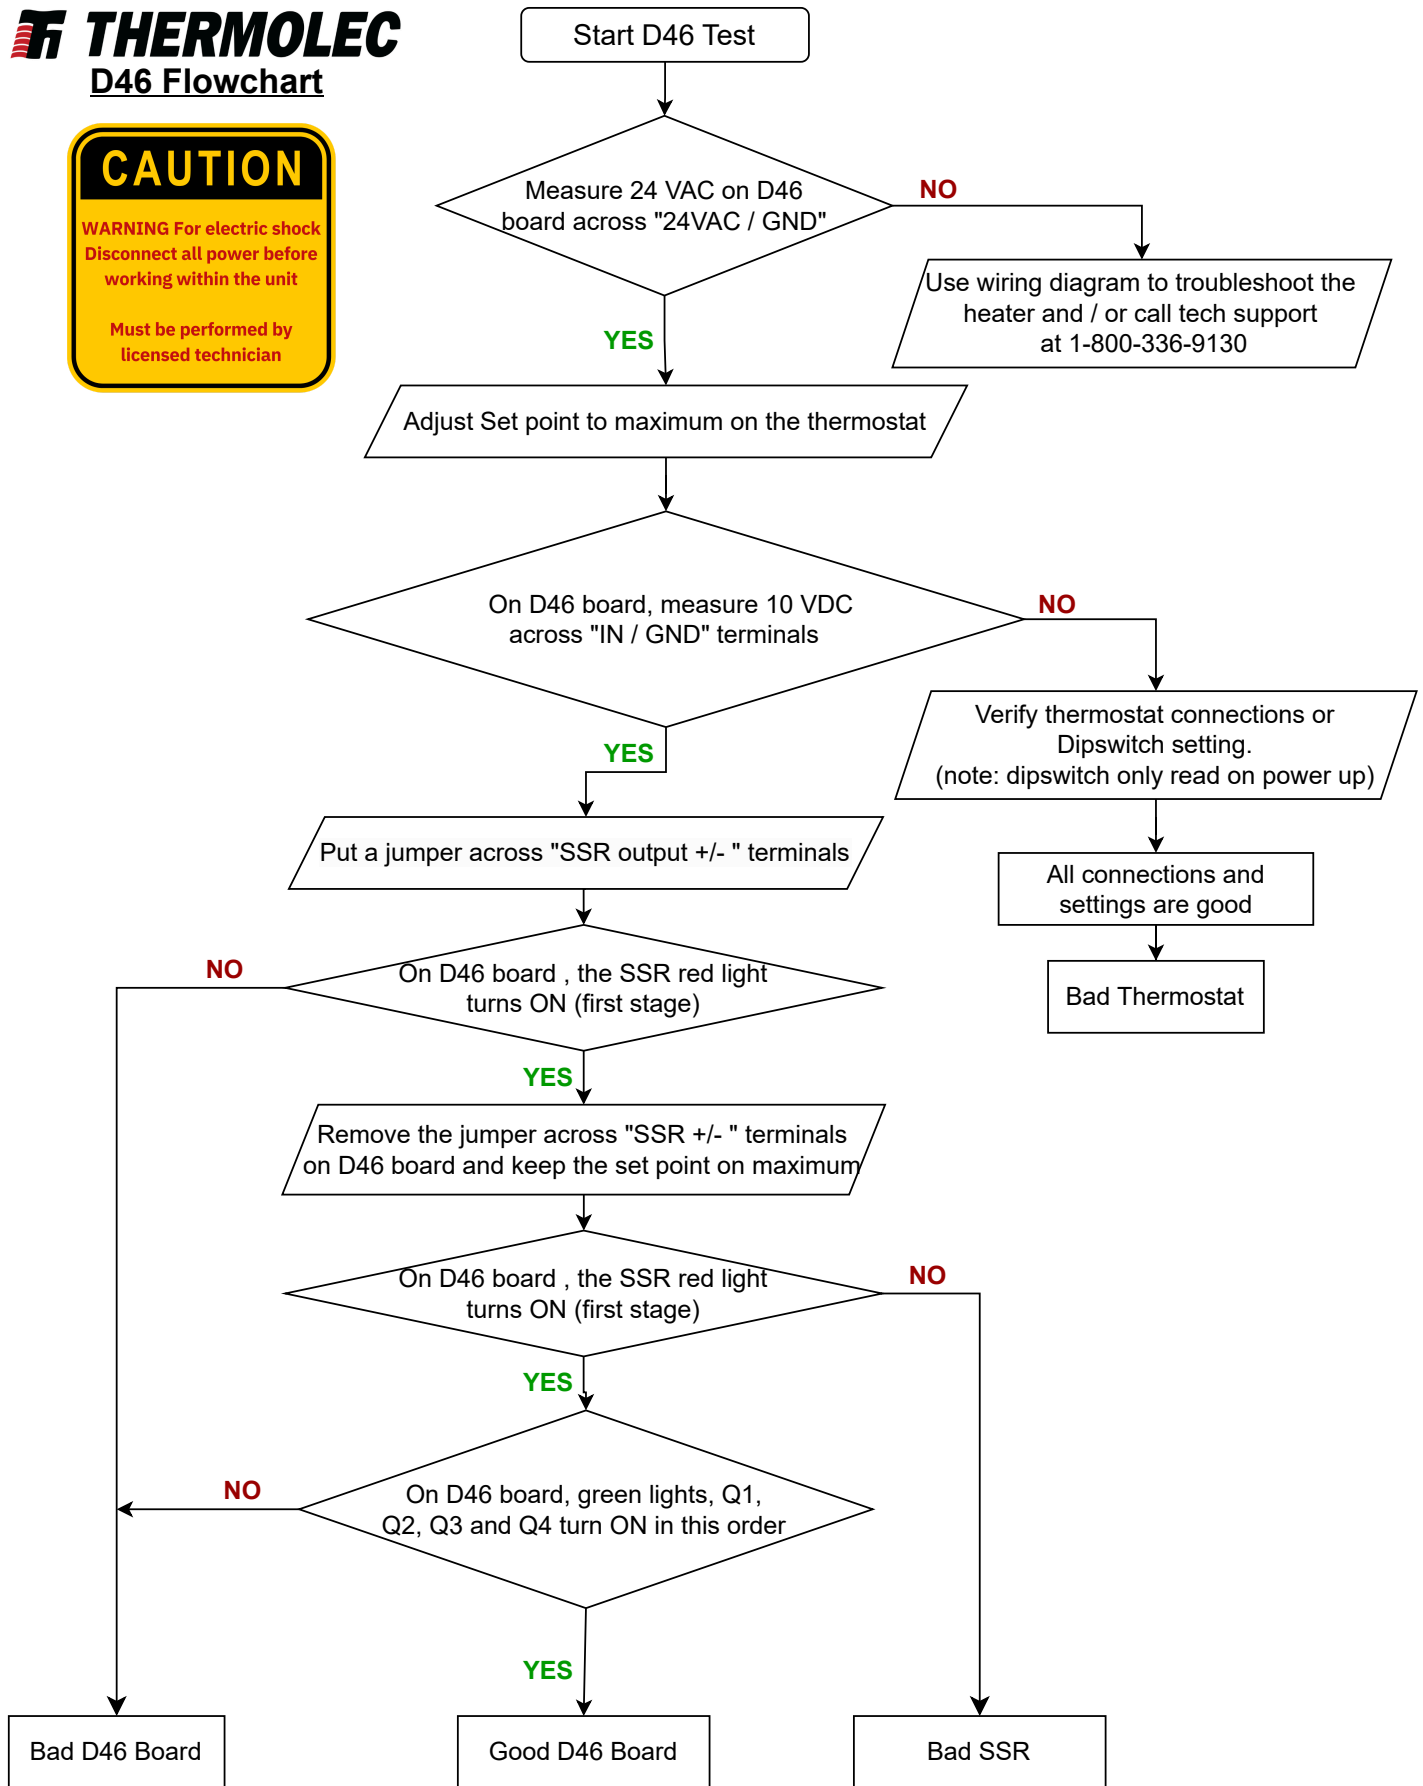 THERMOLEC
D46 Flowchart
CAUTION
WARNING For electric shock
Disconnect all power before
working within the unit
Must be performed by
licensed technician
Start D46 Test
Measure 24 VAC on D46
board across "24VAC / GND"
NO
Use wiring diagram to troubleshoot the
heater and / or call tech support
at 1-800-336-9130
YES
Adjust Set point to maximum on the thermostat
On D46 board, measure 10 VDC
across "IN / GND" terminals
NO
Verify thermostat connections or
Dipswitch setting.
(note: dipswitch only read on power up)
All connections and
settings are good
Bad Thermostat
YES
Put a jumper across "SSR output +/- " terminals
On D46 board , the SSR red light
turns ON (first stage)
NO
YES
Remove the jumper across "SSR +/- " terminals
on D46 board and keep the set point on maximum
On D46 board , the SSR red light
turns ON (first stage)
NO
YES
On D46 board, green lights, Q1,
Q2, Q3 and Q4 turn ON in this order
NO
YES
Bad D46 Board
Good D46 Board
Bad SSR